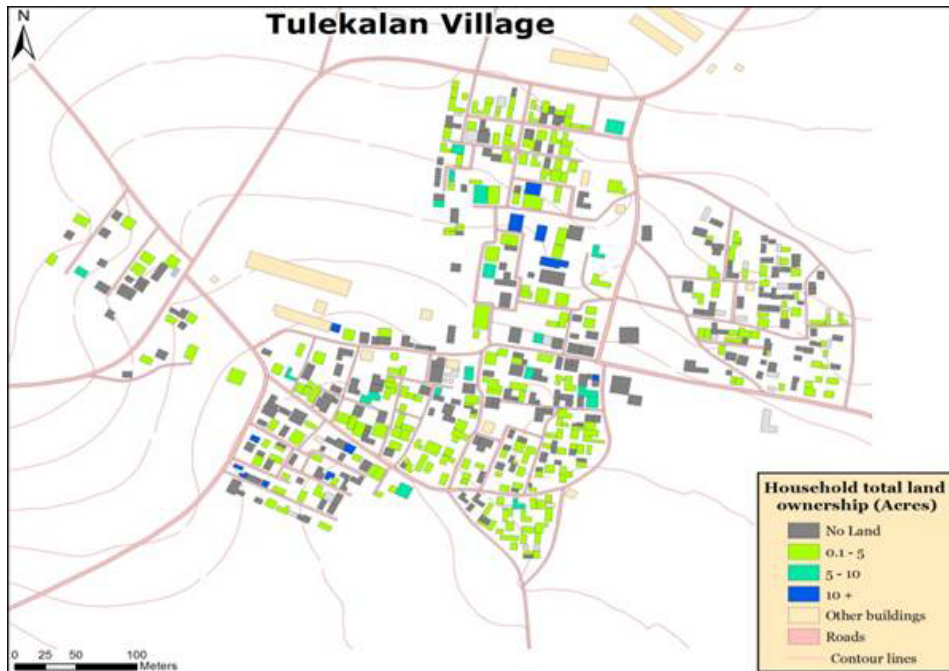 Tulekalan Village
N
Household total land
ownership (Acres)
No Land
0.1 - 5
5 - 10
10 +
Other buildings
Roads
Contour lines
0 25 50 100
Meters